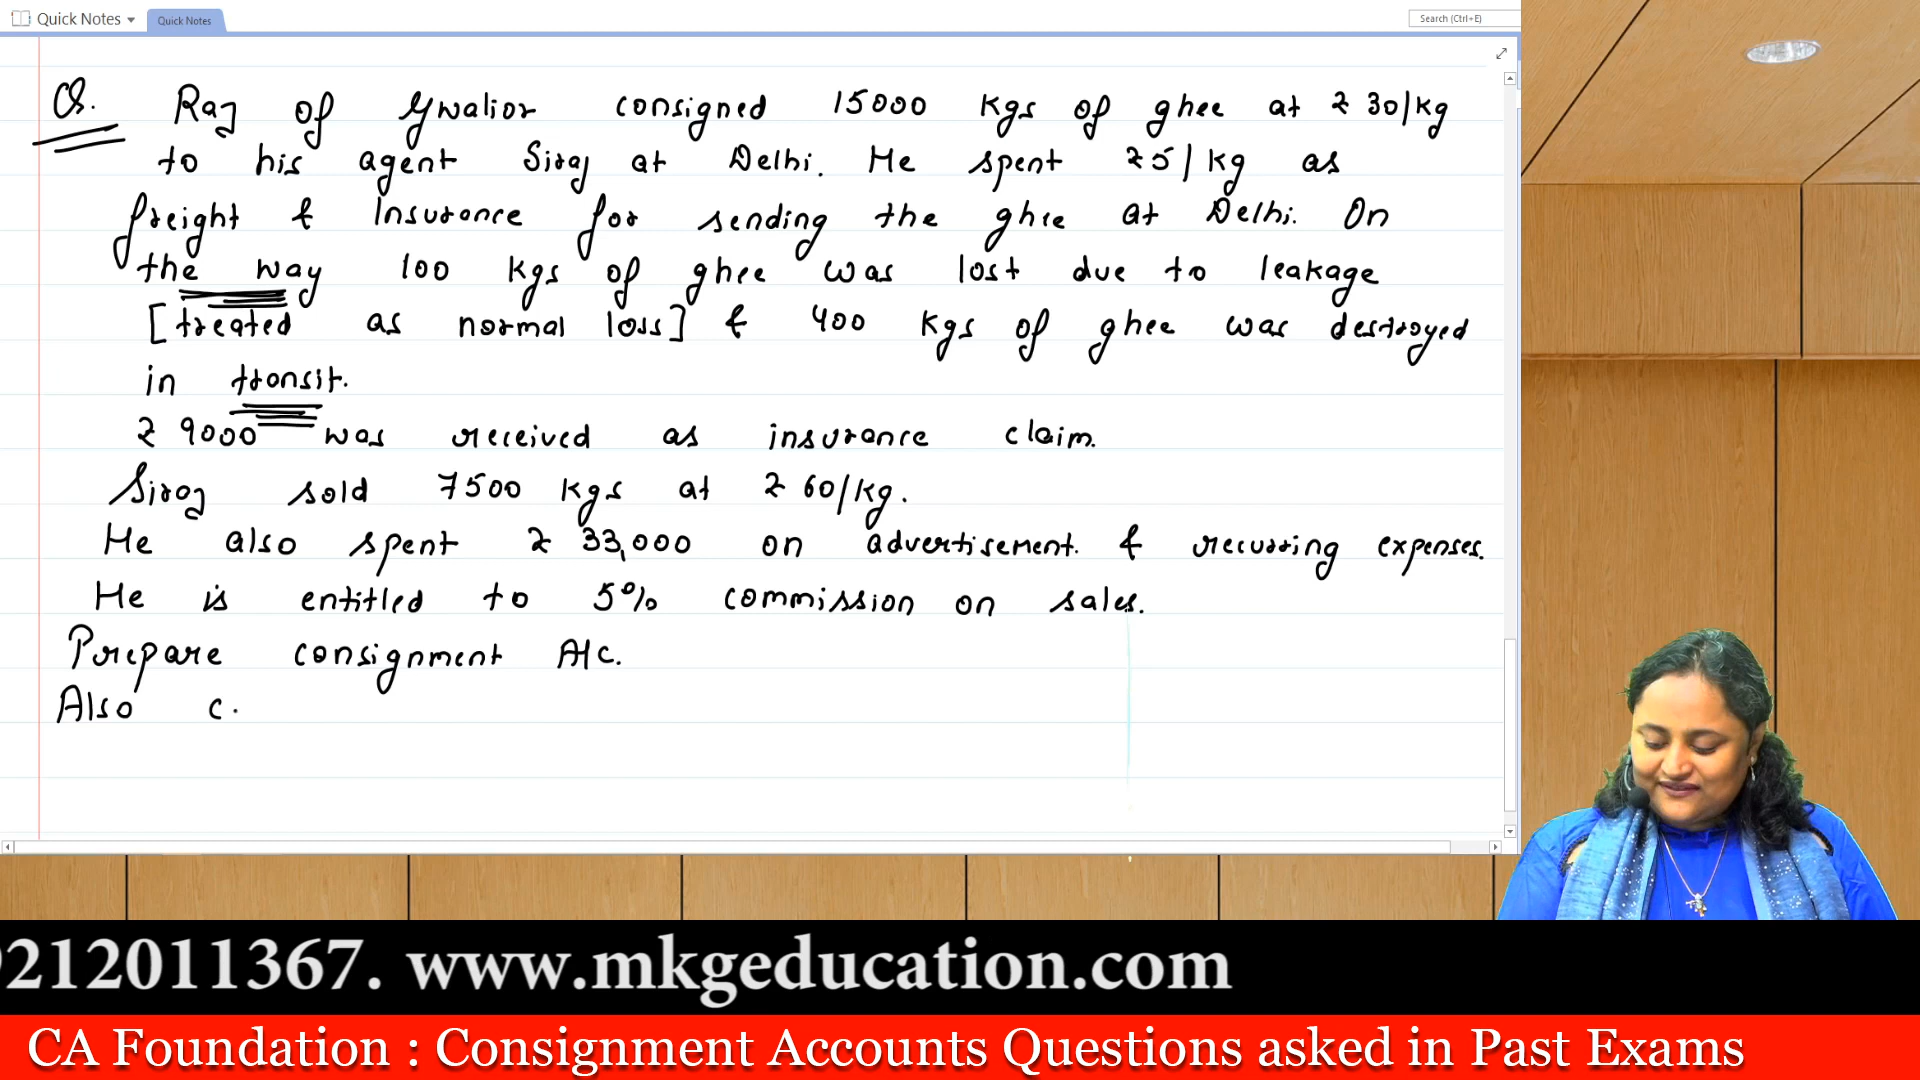 Quick Notes
Quick Notes
Search (Ctrl+E)
Q. Raj of Gwalior consigned 15000 kgs of ghee at ₹ 30/kg
to his agent Siraj at Delhi. He spent ₹5/kg as
freight & Insurance for sending the ghee at Delhi. On
the way 100 kgs of ghee was lost due to leakage
[treated as normal loss] & 400 kgs of ghee was destroyed
in transit.
₹ 9000 was received as insurance claim.
Siraj sold 7500 kgs at ₹ 60/kg.
He also spent ₹ 33,000 on advertisement & recurring expenses.
He is entitled to 5% commission on sales.
Prepare consignment A/c.
Also c.
9212011367. www.mkgeducation.com
CA Foundation : Consignment Accounts Questions asked in Past Exams